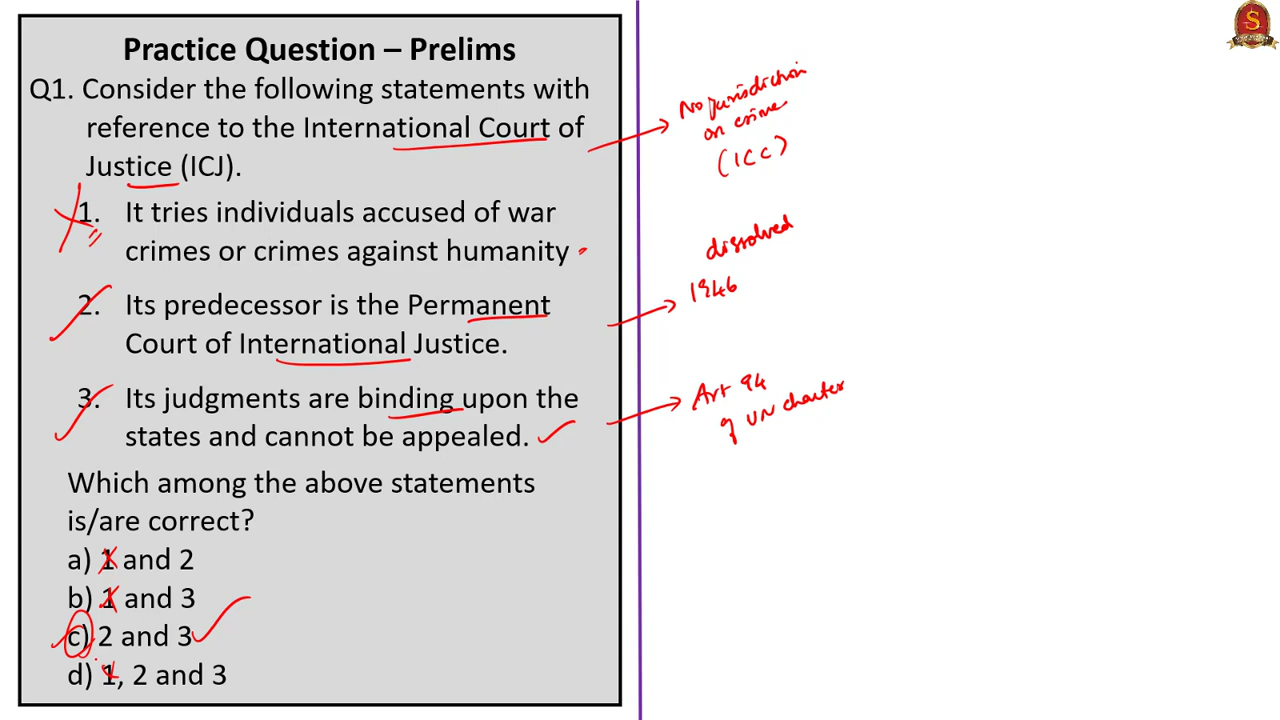 Practice Question – Prelims
Q1. Consider the following statements with
reference to the International Court of
Justice (ICJ).
1. It tries individuals accused of war
crimes or crimes against humanity
2. Its predecessor is the Permanent
Court of International Justice.
3. Its judgments are binding upon the
states and cannot be appealed.
Which among the above statements
is/are correct?
a) 1 and 2
b) 1 and 3
c) 2 and 3
d) 1, 2 and 3
No jurisdiction
on crime
(ICC)
dissolved
1946
Art 94
of UN charter
S